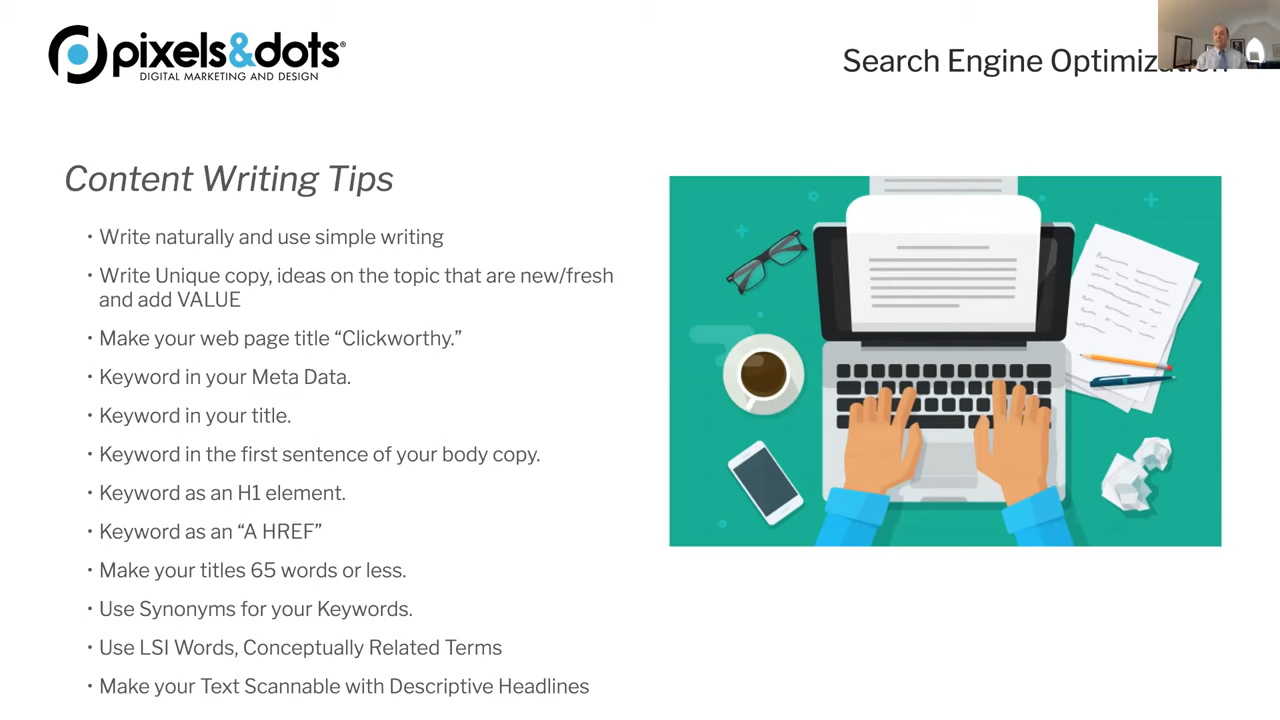 pixels&dots®
DIGITAL MARKETING AND DESIGN
Search Engine Optimization
Content Writing Tips
• Write naturally and use simple writing
• Write Unique copy, ideas on the topic that are new/fresh
and add VALUE
• Make your web page title “Clickworthy.”
• Keyword in your Meta Data.
• Keyword in your title.
• Keyword in the first sentence of your body copy.
• Keyword as an H1 element.
• Keyword as an “A HREF”
• Make your titles 65 words or less.
• Use Synonyms for your Keywords.
• Use LSI Words, Conceptually Related Terms
• Make your Text Scannable with Descriptive Headlines